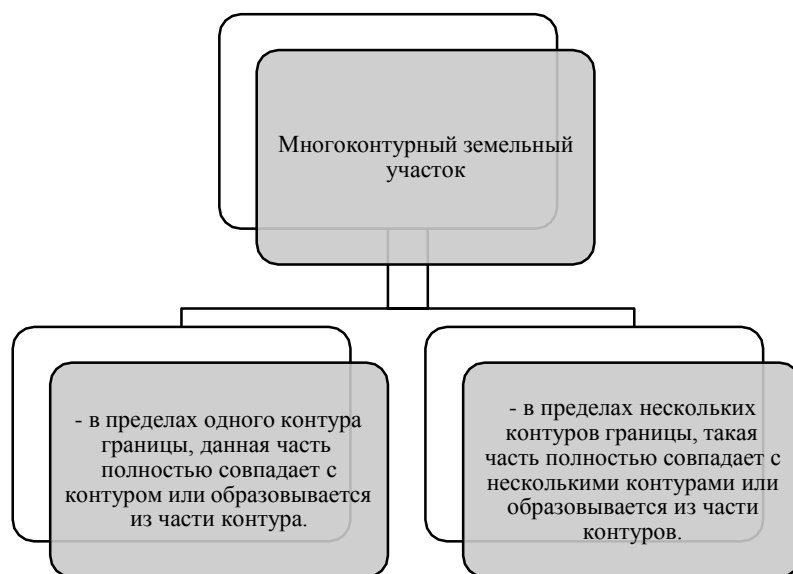 Многоконтурный земельный
участок
- в пределах одного контура
границы, данная часть
полностью совпадает с
контуром или образовывается
из части контура.
- в пределах нескольких
контуров границы, такая
часть полностью совпадает с
несколькими контурами или
образовывается из части
контуров.